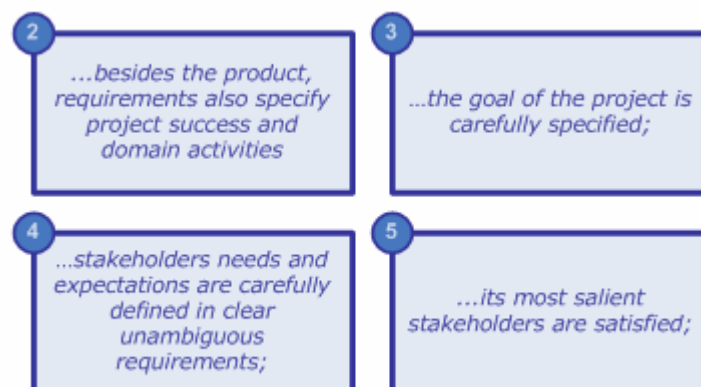 2
...besides the product,
requirements also specify
project success and
domain activities
3
...the goal of the project is
carefully specified;
4
...stakeholders needs and
expectations are carefully
defined in clear
unambiguous
requirements;
5
...its most salient
stakeholders are satisfied;